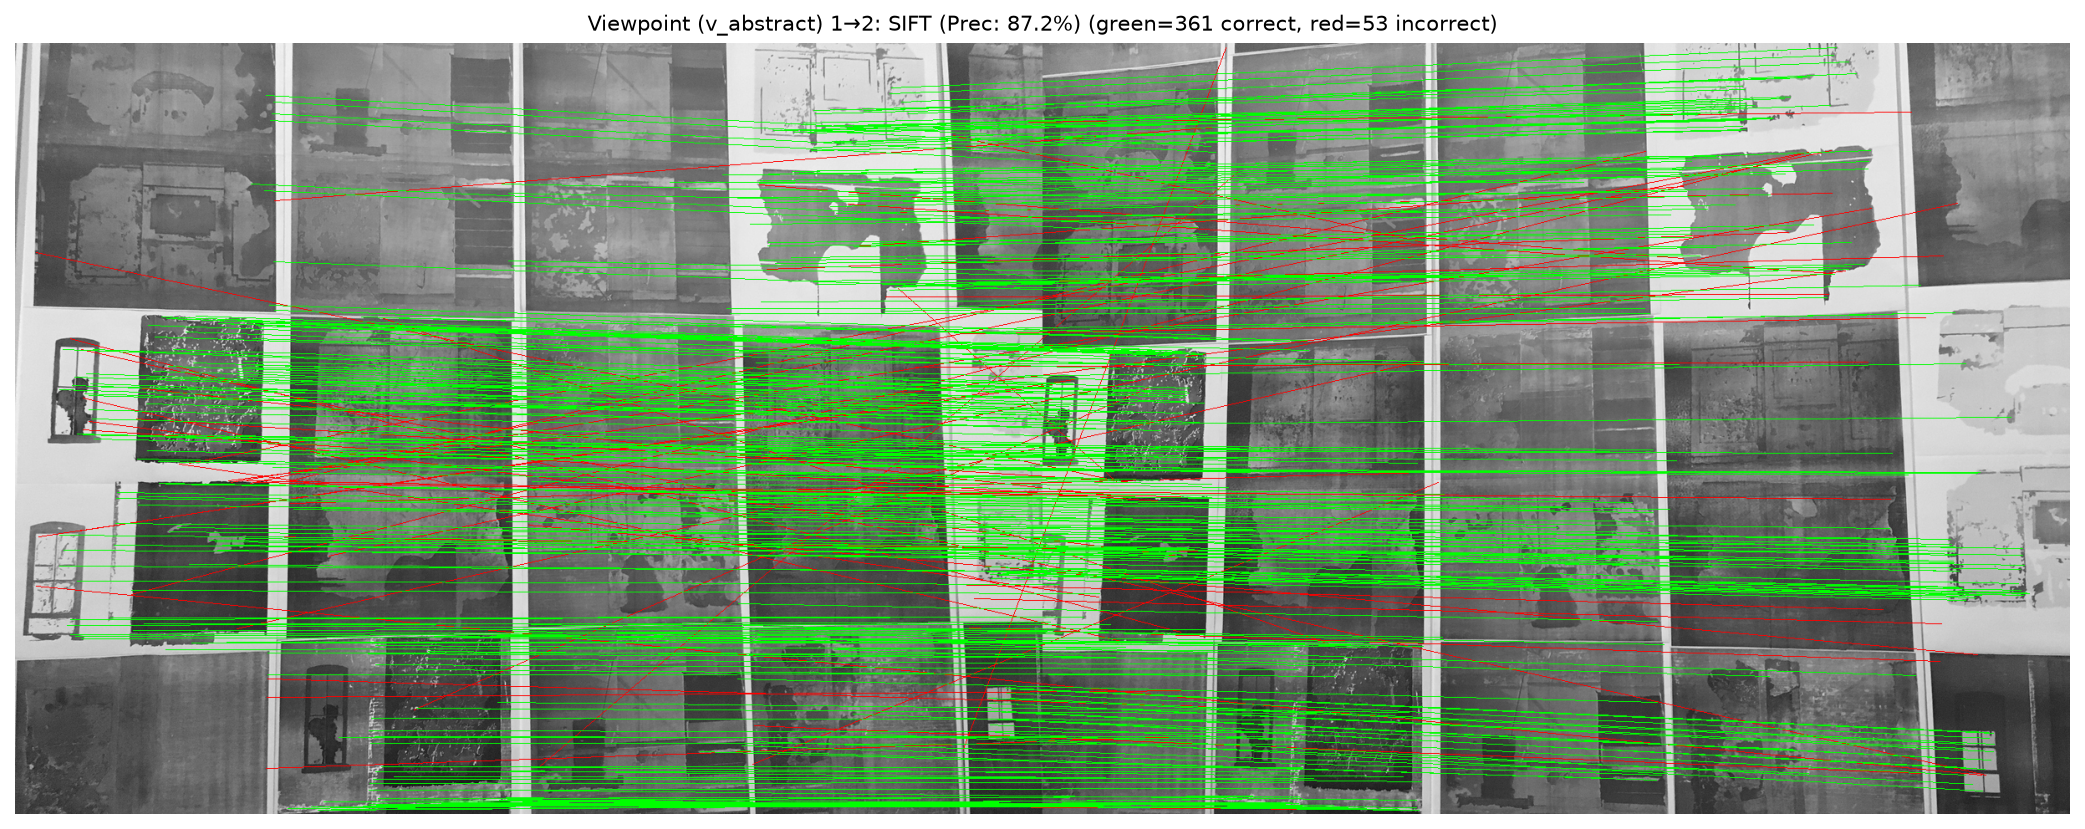 Viewpoint (v_abstract) 1→2: SIFT (Prec: 87.2%) (green=361 correct, red=53 incorrect)